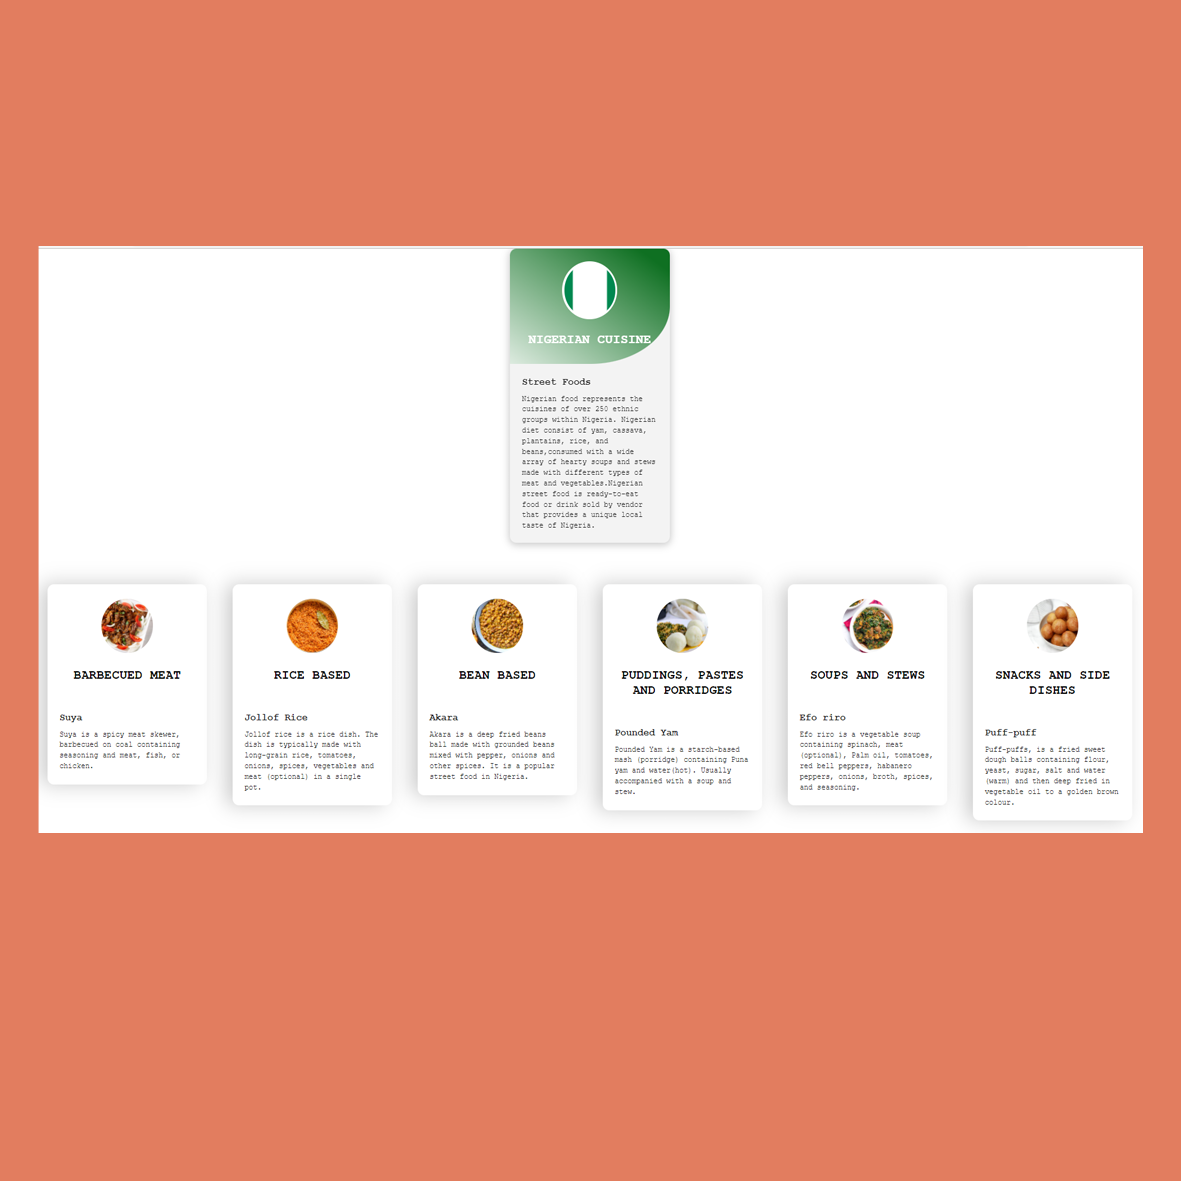 NIGERIAN CUISINE
Street Foods
Nigerian food represents the
cuisines of over 250 ethnic
groups within Nigeria. Nigerian
diet consist of yam, cassava,
plantains, rice, and
beans,consumed with a wide
array of hearty soups and stews
made with different types of
meat and vegetables.Nigerian
street food is ready-to-eat
food or drink sold by vendor
that provides a unique local
taste of Nigeria.
BARBECUED MEAT
Suya
Suya is a spicy meat skewer,
barbecued on coal containing
seasoning and meat, fish, or
chicken.
RICE BASED
Jollof Rice
Jollof rice is a rice dish. The
dish is typically made with
long-grain rice, tomatoes,
onions, spices, vegetables and
meat (optional) in a single
pot.
BEAN BASED
Akara
Akara is a deep fried beans
ball made with grounded beans
mixed with pepper, onions and
other spices. It is a popular
street food in Nigeria.
PUDDINGS, PASTES
AND PORRIDGES
Pounded Yam
Pounded Yam is a starch-based
mash (porridge) containing Puna
yam and water(hot). Usually
accompanied with a soup and
stew.
SOUPS AND STEWS
Efo riro
Efo riro is a vegetable soup
containing spinach, meat
(optional), Palm oil, tomatoes,
red bell peppers, habanero
peppers, onions, broth, spices,
and seasoning.
SNACKS AND SIDE
DISHES
Puff-puff
Puff-puffs, is a fried sweet
dough balls containing flour,
yeast, sugar, salt and water
(warm) and then deep fried in
vegetable oil to a golden brown
colour.